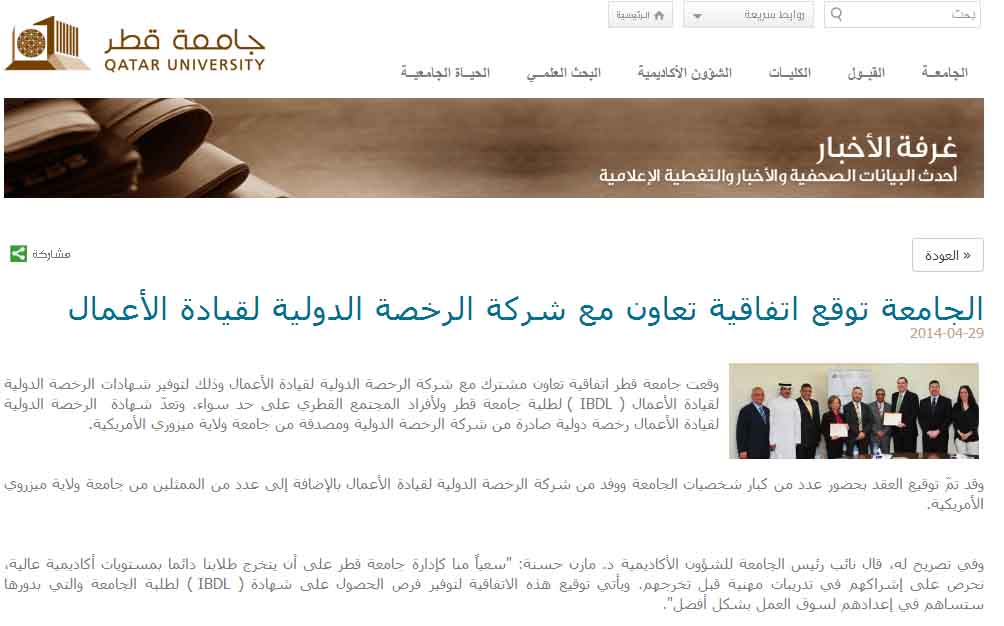 بحث
روابط سريعة
الرئيسية
جامعة قطر
QATAR UNIVERSITY
الجامعة القبـول الكليـات الشؤون الأكاديمية البحث العلمـي الحيـاة الجامعيـة
غرفة الأخبار
أحدث البيانات الصحفية والأخبار والتغطية الإعلامية
« العودة
مشاركة
الجامعة توقع اتفاقية تعاون مع شركة الرخصة الدولية لقيادة الأعمال
2014-04-29
وقعت جامعة قطر اتفاقية تعاون مشترك مع شركة الرخصة الدولية لقيادة الأعمال وذلك لتوفير شهادات الرخصة الدولية
لقيادة الأعمال ( IBDL ) لطلبة جامعة قطر ولأفراد المجتمع القطري على حد سواء. وتعدّ شهادة الرخصة الدولية
لقيادة الأعمال رخصة دولية صادرة من شركة الرخصة الدولية ومصدقة من جامعة ولاية ميزوري الأمريكية.
وقد تمّ توقيع العقد بحضور عدد من كبار شخصيات الجامعة ووفد من شركة الرخصة الدولية لقيادة الأعمال بالإضافة إلى عدد من الممثلين من جامعة ولاية ميزروي
الأمريكية.
وفي تصريح له، قال نائب رئيس الجامعة للشؤون الأكاديمية د. مازن حسنة: "سعياً منا كإدارة جامعة قطر على أن يتخرج طلابنا دائما بمستويات أكاديمية عالية،
نحرص على إشراكهم في تدريبات مهنية قبل تخرجهم. ويأتي توقيع هذه الاتفاقية لتوفير فرص الحصول على شهادة ( IBDL ) لطلبة الجامعة والتي بدورها
ستساهم في إعدادهم لسوق العمل بشكل أفضل".